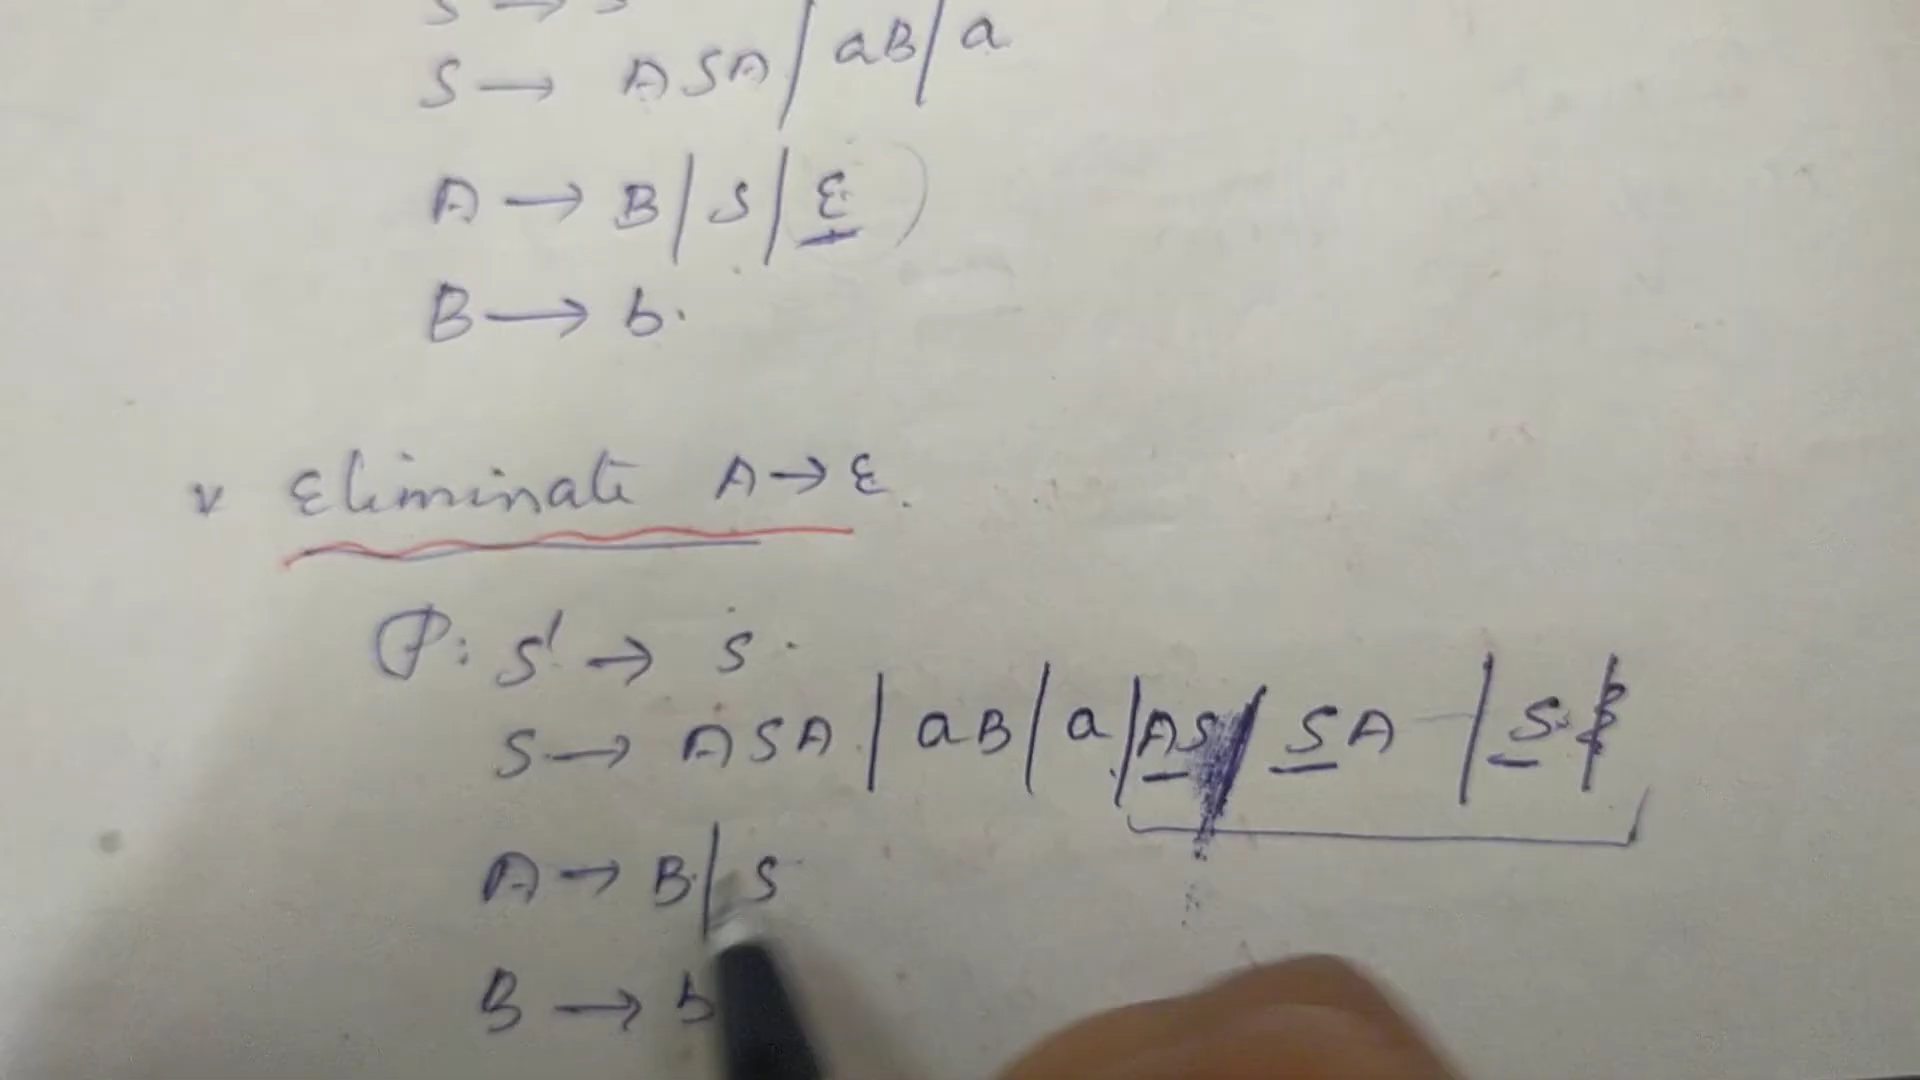 S → ASA / aB / a
A → B / S / ε
B → b.
v Eliminate A → ε.
P: S' → S.
S → ASA / aB / a / AS / SA / S
A → B / S
B → b